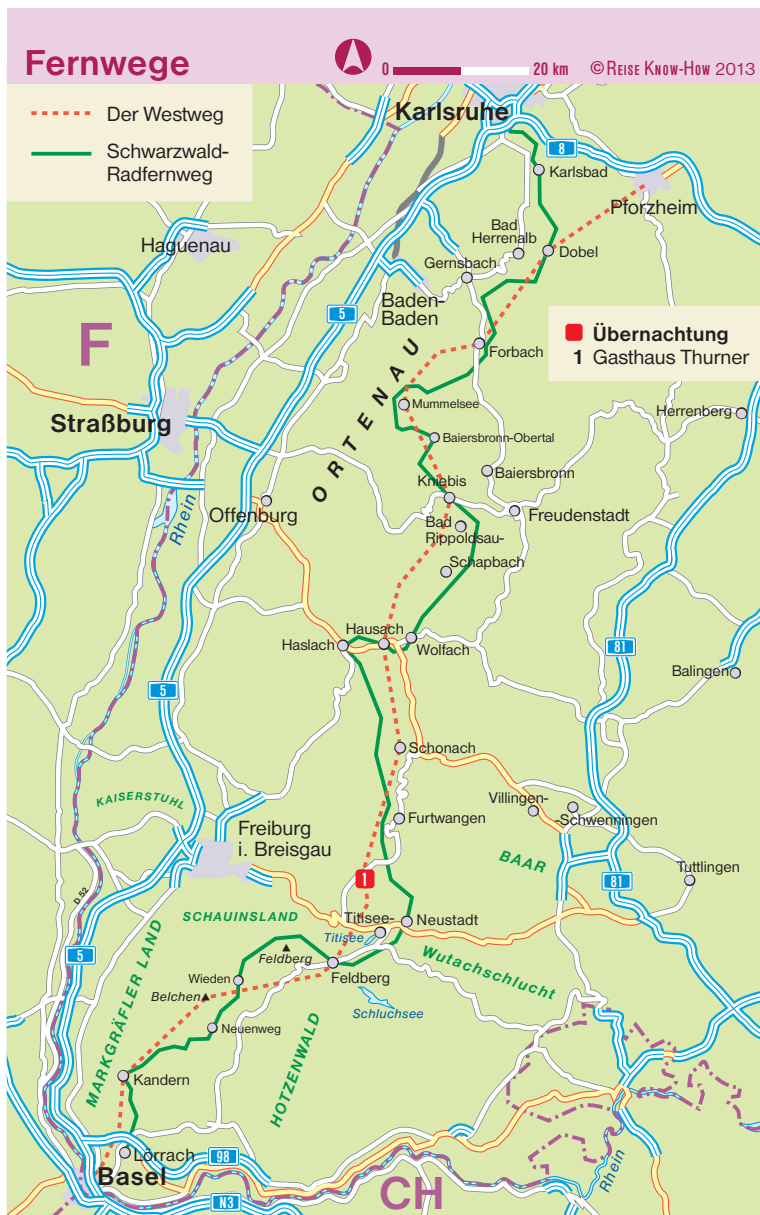 Fernwege
0 20 km
© REISE KNOW-HOW 2013
Der Westweg
Schwarzwald-
Radfernweg
Karlsruhe
8
Karlsbad
Pforzheim
Bad
Herrenalb
Haguenau
Dobel
Gernsbach
Baden-
Baden
5
F
Übernachtung
1 Gasthaus Thurner
Forbach
ORTENAU
Mummelsee
Herrenberg
Straßburg
Baiersbronn-Obertal
Baiersbronn
Kniebis
Rhein
Offenburg
Freudenstadt
Bad
Rippoldsau-
Schapbach
Hausach
Haslach
Wolfach
81
Balingen
5
Schonach
KAISERSTUHL
Villingen-
-Schwenningen
Furtwangen
Freiburg
i. Breisgau
BAAR
Tuttlingen
1
81
D 52
SCHAUINSLAND
Titisee-
Neustadt
Titisee
5
Feldberg
Wutachschlucht
Feldberg
MARKGRÄFLER LAND
Wieden
Belchen
Schluchsee
Neuenweg
HOTZENWALD
Kandern
Lörrach
98
Basel
Rhein
CH
N3